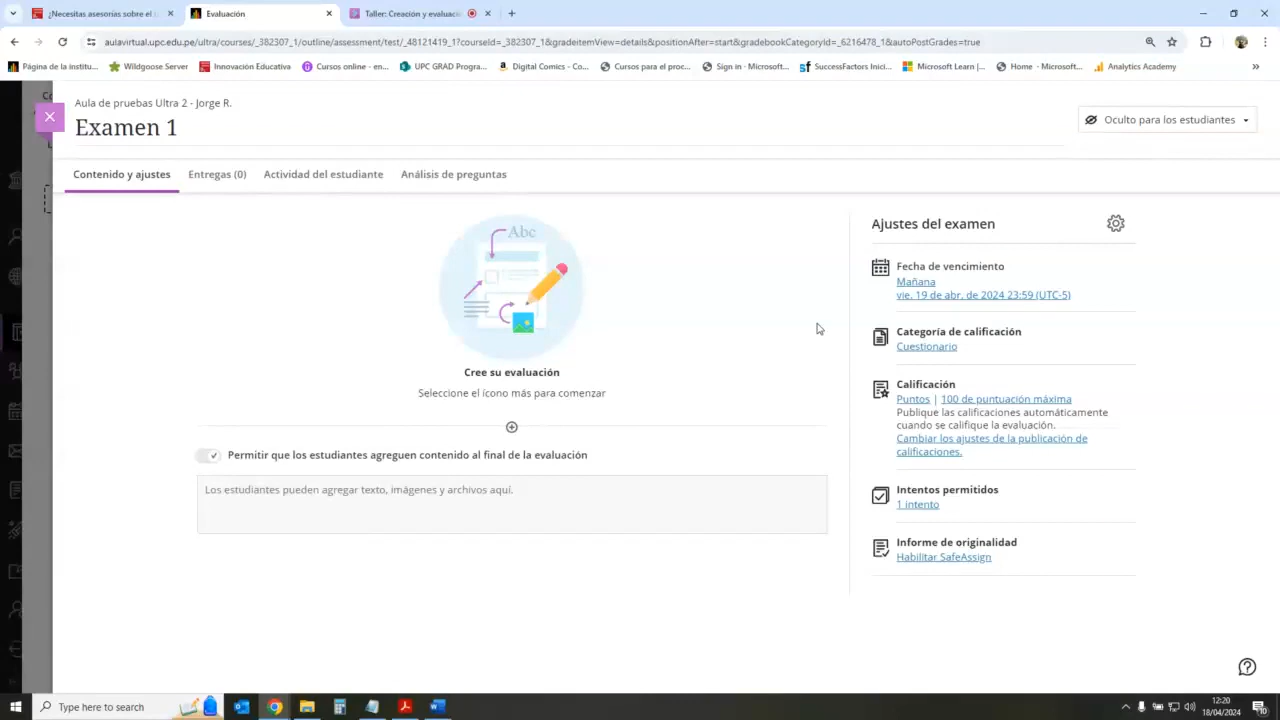 ¿Necesitas asesorías sobre el
Evaluación
Taller: Creación y evaluac
aulavirtual.upc.edu.pe/ultra/courses/_382307_1/outline/assessment/test/_48121419_1?courseId=_382307_1&gradeitemView=details&positionAfter=start&gradebookCategoryId=_6216478_1&autoPostGrades=true
Página de la institu...
Wildgoose Server
Innovación Educativa
Cursos online - en...
UPC GRAD Progra...
Digital Comics - Co...
Cursos para el proc...
Sign in · Microsoft...
SuccessFactors Inici...
Microsoft Learn |...
Home · Microsoft...
Analytics Academy
Aula de pruebas Ultra 2 - Jorge R.
Examen 1
Oculto para los estudiantes
Contenido y ajustes
Entregas (0)
Actividad del estudiante
Análisis de preguntas
Abc
Cree su evaluación
Seleccione el ícono más para comenzar
Permitir que los estudiantes agreguen contenido al final de la evaluación
Los estudiantes pueden agregar texto, imágenes y archivos aquí.
Ajustes del examen
Fecha de vencimiento
Mañana
vie. 19 de abr. de 2024 23:59 (UTC-5)
Categoría de calificación
Cuestionario
Calificación
Puntos | 100 de puntuación máxima
Publique las calificaciones automáticamente
cuando se califique la evaluación.
Cambiar los ajustes de la publicación de
calificaciones.
Intentos permitidos
1 intento
Informe de originalidad
Habilitar SafeAssign
Type here to search
12:20
18/04/2024